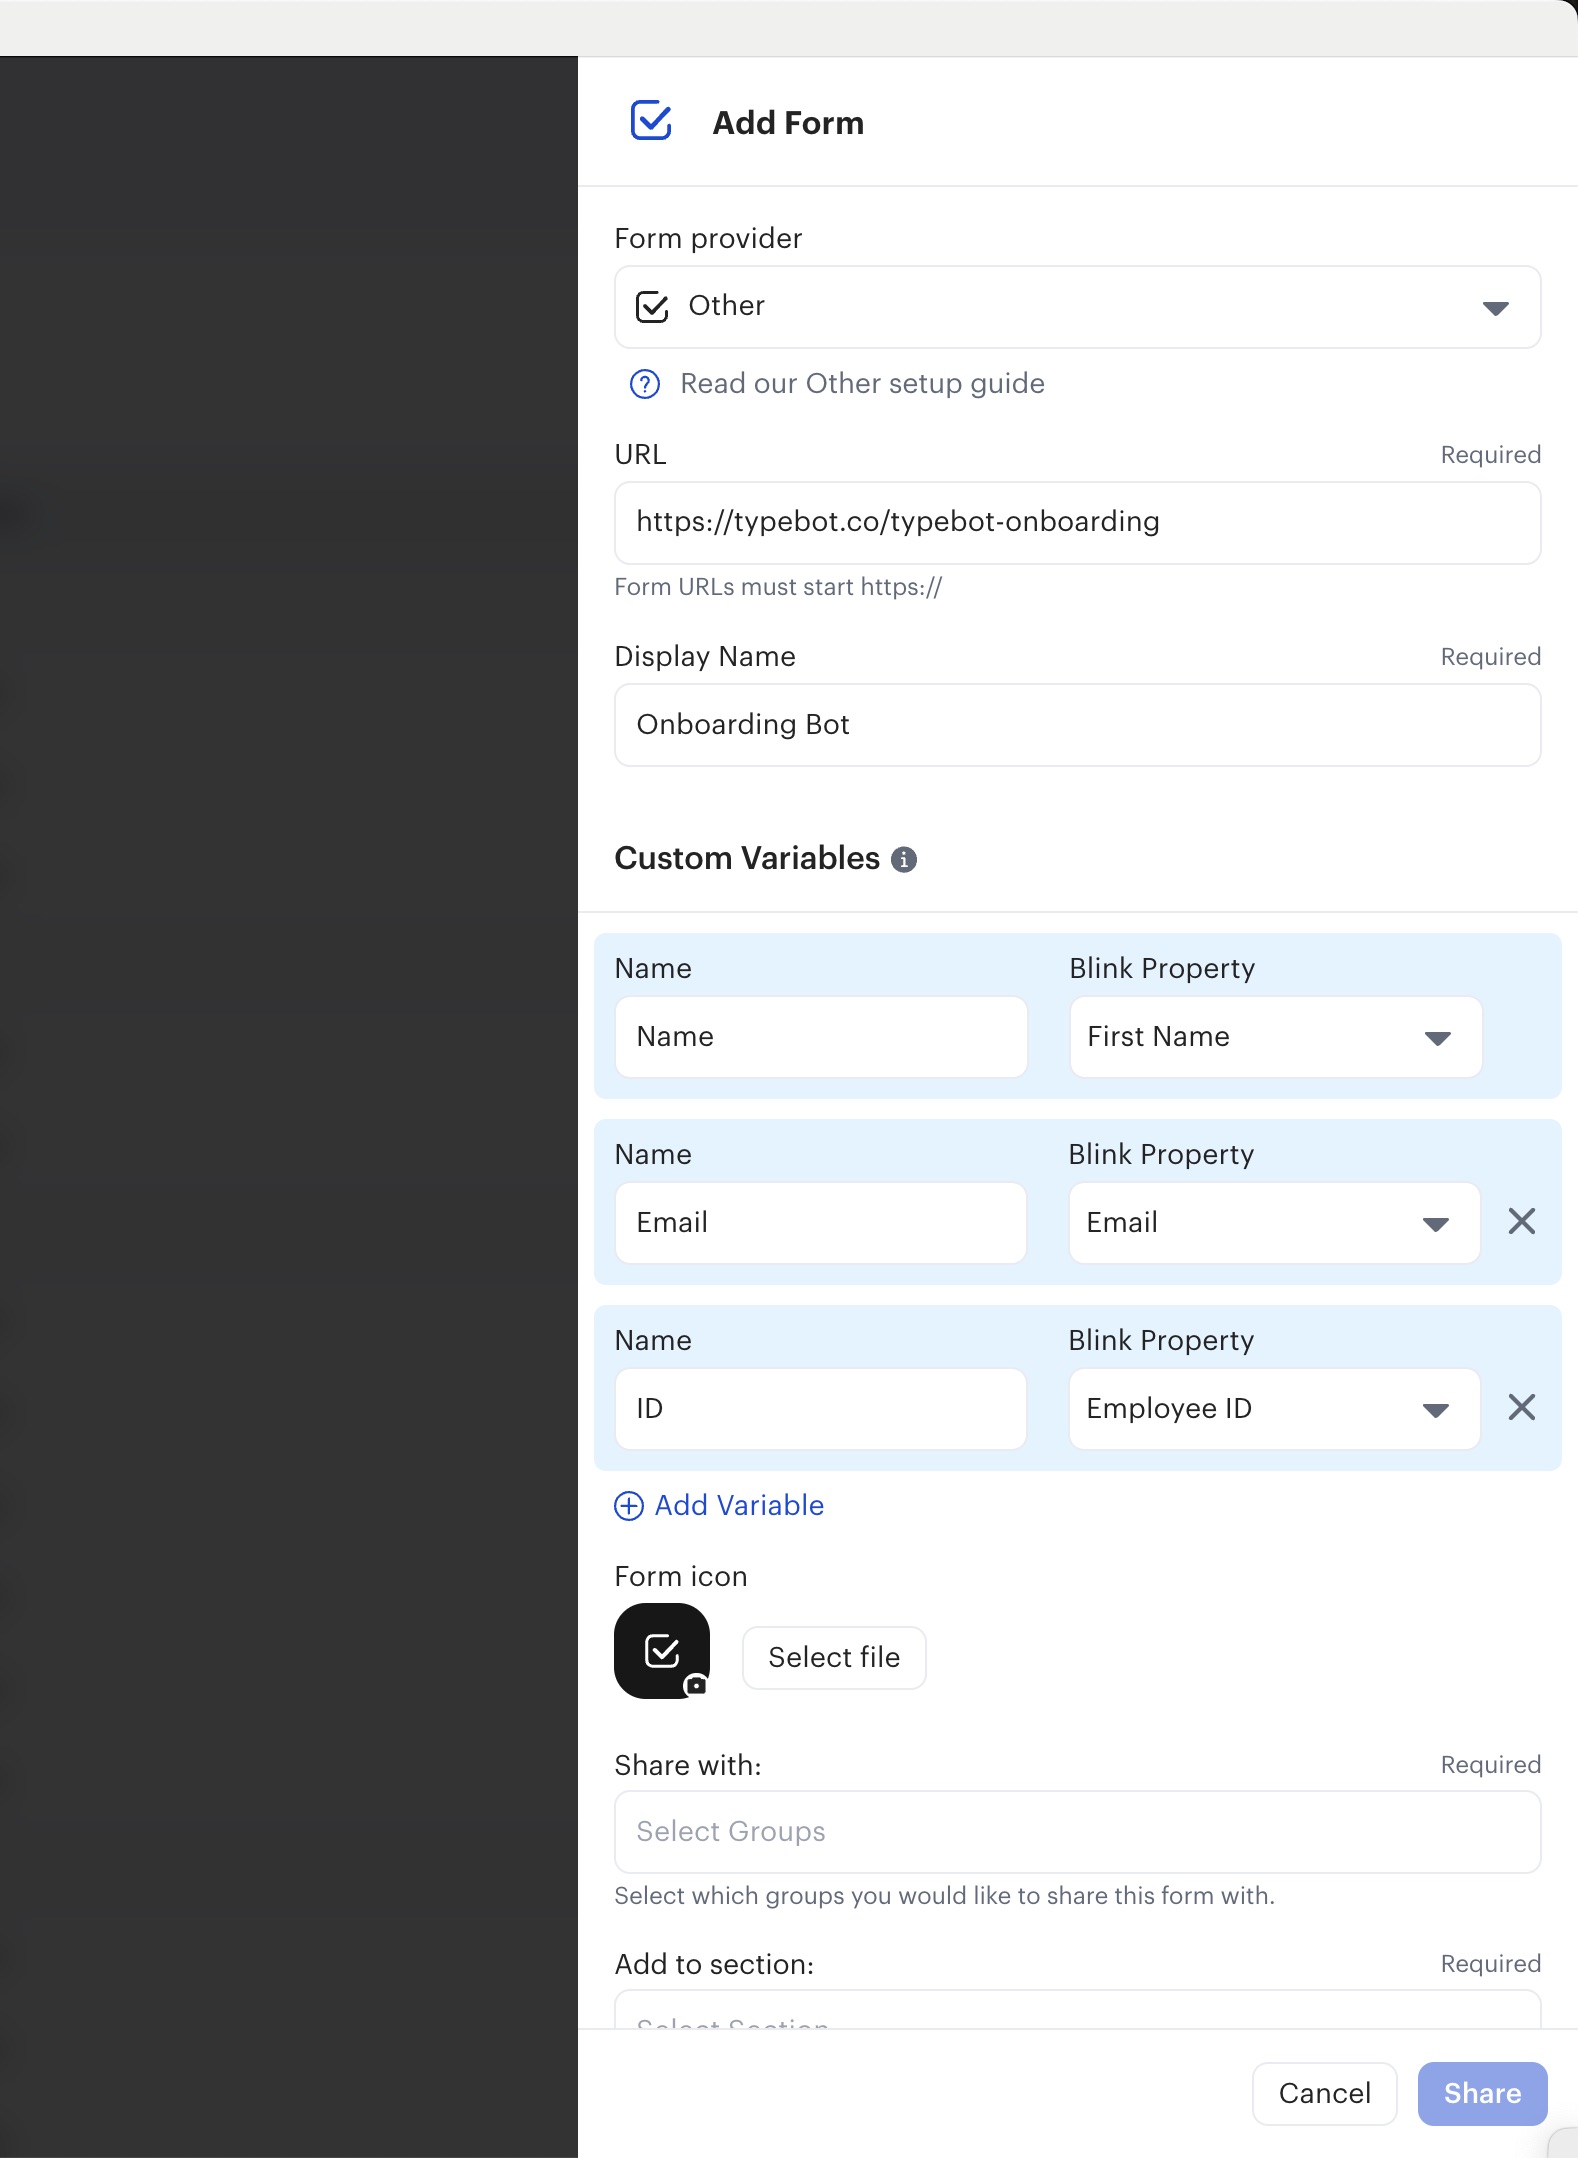 Add Form
Form provider
Other
Read our Other setup guide
URL Required
https://typebot.co/typebot-onboarding
Form URLs must start https://
Display Name Required
Onboarding Bot
Custom Variables
Name Blink Property
Name First Name
Name Blink Property
Email Email
Name Blink Property
ID Employee ID
Add Variable
Form icon
Select file
Share with: Required
Select Groups
Select which groups you would like to share this form with.
Add to section: Required
Select Section
Cancel Share